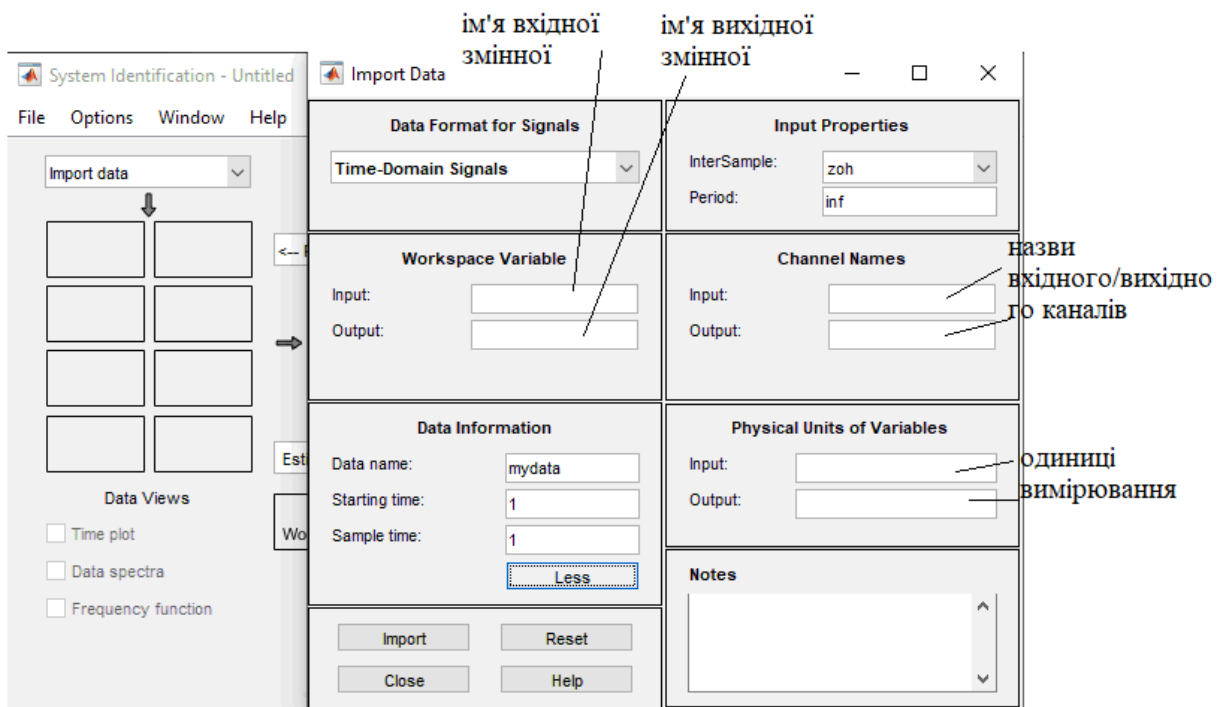 ім'я вхідної
змінної
ім'я вихідної
змінної
System Identification - Untitled
File Options Window Help
Import data
<-- P
Esti
Wo
Data Views
Time plot
Data spectra
Frequency function
Import Data
Data Format for Signals
Time-Domain Signals
Workspace Variable
Input:
Output:
Data Information
Data name: mydata
Starting time: 1
Sample time: 1
Less
Import Reset
Close Help
Input Properties
InterSample: zoh
Period: inf
Channel Names
Input:
Output:
назви
вхідного/вихідно
го каналів
Physical Units of Variables
Input:
Output:
одиниці
вимірювання
Notes